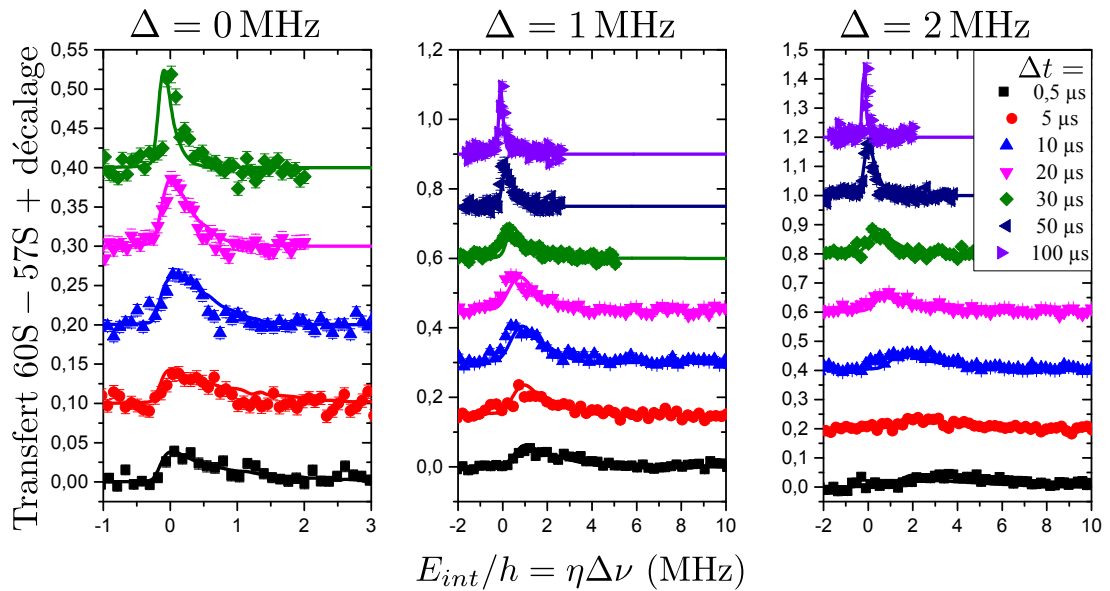 Δ = 0 MHz
Δ = 1 MHz
Δ = 2 MHz
Transfert 60S − 57S + décalage
0,55
0,50
0,45
0,40
0,35
0,30
0,25
0,20
0,15
0,10
0,05
0,00
-1 0 1 2 3
1,2
1,0
0,8
0,6
0,4
0,2
0,0
-2 0 2 4 6 8 10
1,5
1,4
1,3
1,2
1,1
1,0
0,9
0,8
0,7
0,6
0,5
0,4
0,3
0,2
0,1
0,0
-2 0 2 4 6 8 10
Δt =
0,5 µs
5 µs
10 µs
20 µs
30 µs
50 µs
100 µs
E_int/h = ηΔν (MHz)